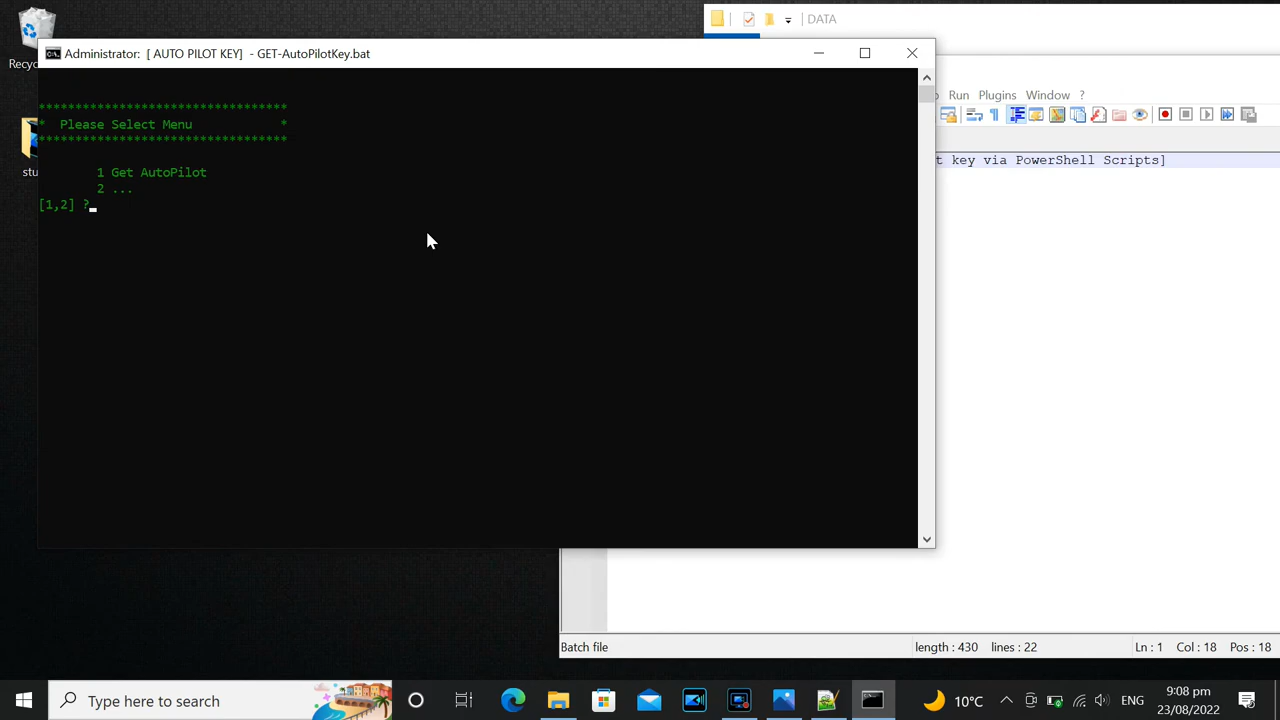 Recyc
stu
DATA
Administrator:  [ AUTO PILOT KEY]  - GET-AutoPilotKey.bat
Run Plugins Window ?
t key via PowerShell Scripts]
**********************************
*  Please Select Menu            *
**********************************
1 Get AutoPilot
2 ...
[1,2] ?
Batch file
length : 430 lines : 22
Ln : 1 Col : 18 Pos : 18
Type here to search
10°C
ENG
9:08 pm
23/08/2022